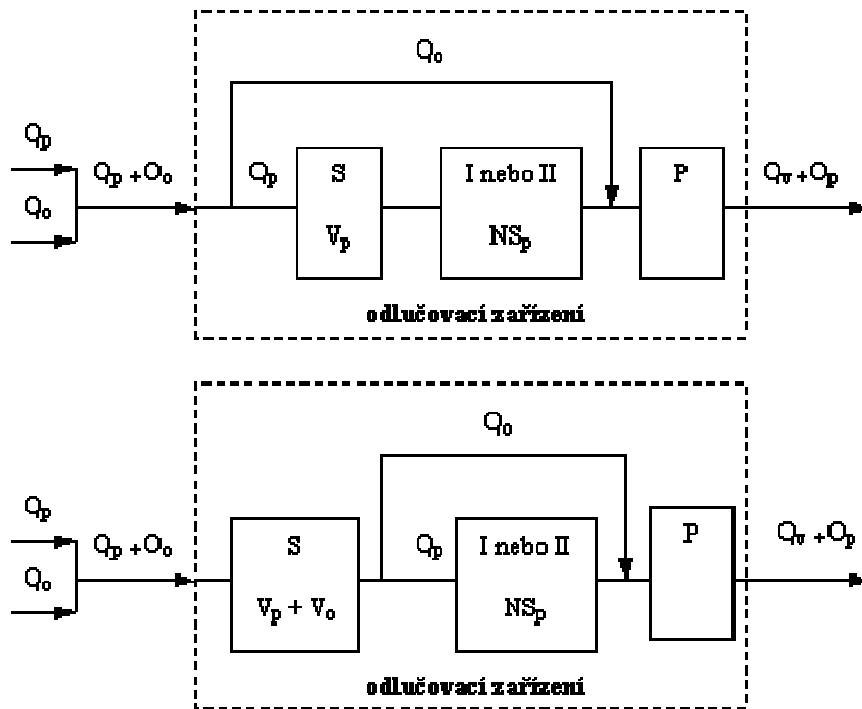 Qo
Qp
Qp + Oo
Qo
Qp
S
Vp
I nebo II
NSp
P
Qv + Op
odlučovací zařízení
Qo
Qp
Qp + Oo
Qo
S
Vp + Vo
Qp
I nebo II
NSp
P
Qv + Op
odlučovací zařízení